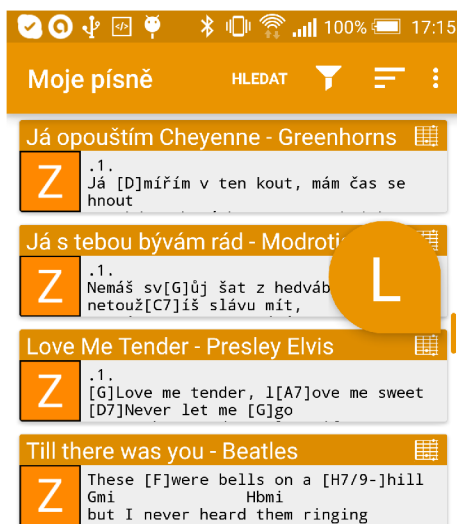 100% 17:15
Moje písně HLEDAT
Já opouštím Cheyenne - Greenhorns
Z
.1.
Já [D]mířím v ten kout, mám čas se
hnout
Já s tebou bývám rád -
L
Z
.1.
Nemáš sv[G]ůj šat z
netouž[C7]íš slávu mít,
Love Me Tender - Presley Elvis
Z
.1.
[G]Love me tender, l[A7]ove me sweet
[D7]Never let me [G]go
Till there was you - Beatles
Z
These [F]were bells on a [H7/9-]hill
Gmi Hbmi
but I never heard them ringing